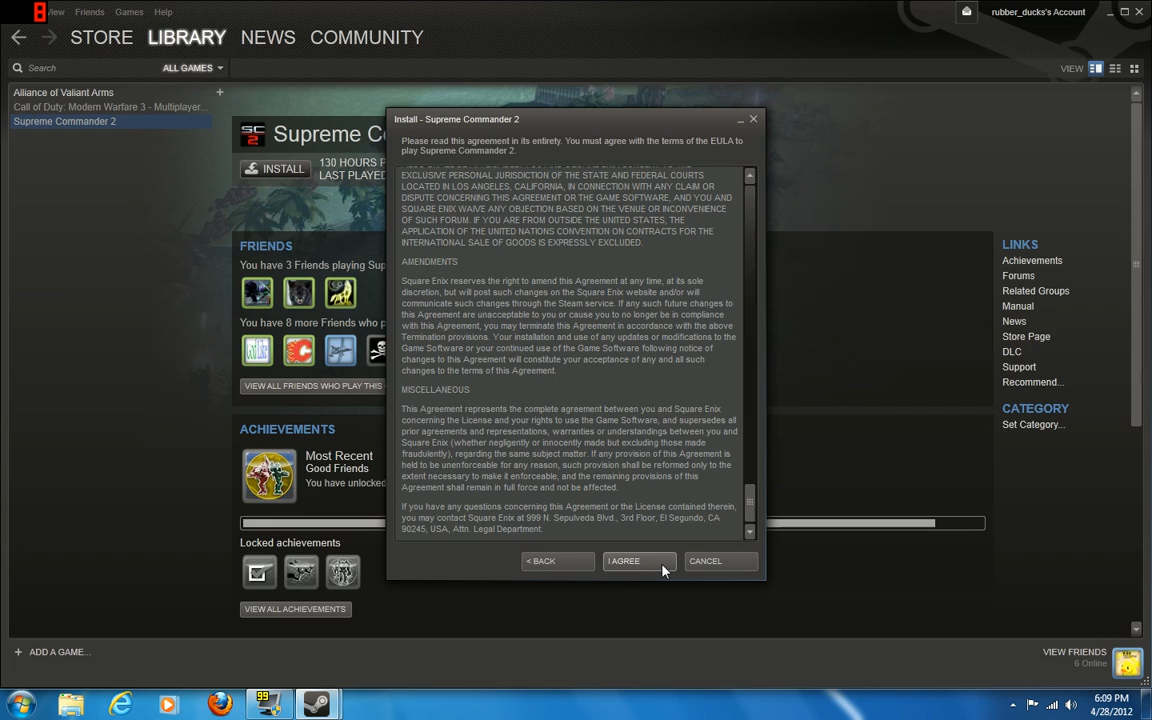 View Friends Games Help
rubber_ducks's Account
STORE LIBRARY NEWS COMMUNITY
Search
ALL GAMES
VIEW
Alliance of Valiant Arms
Call of Duty: Modern Warfare 3 - Multiplayer...
Supreme Commander 2
SC 2
Supreme C
INSTALL
130 HOURS P
LAST PLAYED
Install - Supreme Commander 2
Please read this agreement in its entirety. You must agree with the terms of the EULA to
play Supreme Commander 2.
EXCLUSIVE PERSONAL JURISDICTION OF THE STATE AND FEDERAL COURTS
LOCATED IN LOS ANGELES, CALIFORNIA, IN CONNECTION WITH ANY CLAIM OR
DISPUTE CONCERNING THIS AGREEMENT OR THE GAME SOFTWARE, AND YOU AND
SQUARE ENIX WAIVE ANY OBJECTION BASED ON THE VENUE OR INCONVENIENCE
OF SUCH FORUM. IF YOU ARE FROM OUTSIDE THE UNITED STATES, THE
APPLICATION OF THE UNITED NATIONS CONVENTION ON CONTRACTS FOR THE
INTERNATIONAL SALE OF GOODS IS EXPRESSLY EXCLUDED.
AMENDMENTS
Square Enix reserves the right to amend this Agreement at any time, at its sole
discretion, but will post such changes on the Square Enix website and/or will
communicate such changes through the Steam service. If any such future changes to
this Agreement are unacceptable to you or cause you to no longer be in compliance
with this Agreement, you may terminate this Agreement in accordance with the above
Termination provisions. Your installation and use of any updates or modifications to the
Game Software or your continued use of the Game Software following notice of
changes to this Agreement will constitute your acceptance of any and all such
changes to the terms of this Agreement.
MISCELLANEOUS
This Agreement represents the complete agreement between you and Square Enix
concerning the License and your rights to use the Game Software, and supersedes all
prior agreements and representations, warranties or understandings between you and
Square Enix (whether negligently or innocently made but excluding those made
fraudulently), regarding the same subject matter. If any provision of this Agreement is
held to be unenforceable for any reason, such provision shall be reformed only to the
extent necessary to make it enforceable, and the remaining provisions of this
Agreement shall remain in full force and not be affected.
If you have any questions concerning this Agreement or the License contained therein,
you may contact Square Enix at 999 N. Sepulveda Blvd., 3rd Floor, El Segundo, CA
90245, USA, Attn. Legal Department.
< BACK
I AGREE
CANCEL
FRIENDS
You have 3 Friends playing Sup
You have 8 more Friends who p
VIEW ALL FRIENDS WHO PLAY THIS
ACHIEVEMENTS
Most Recent
Good Friends
You have unlocked
Locked achievements
VIEW ALL ACHIEVEMENTS
LINKS
Achievements
Forums
Related Groups
Manual
News
Store Page
DLC
Support
Recommend...
CATEGORY
Set Category...
+ ADD A GAME...
VIEW FRIENDS
6 Online
99
6:09 PM
4/28/2012